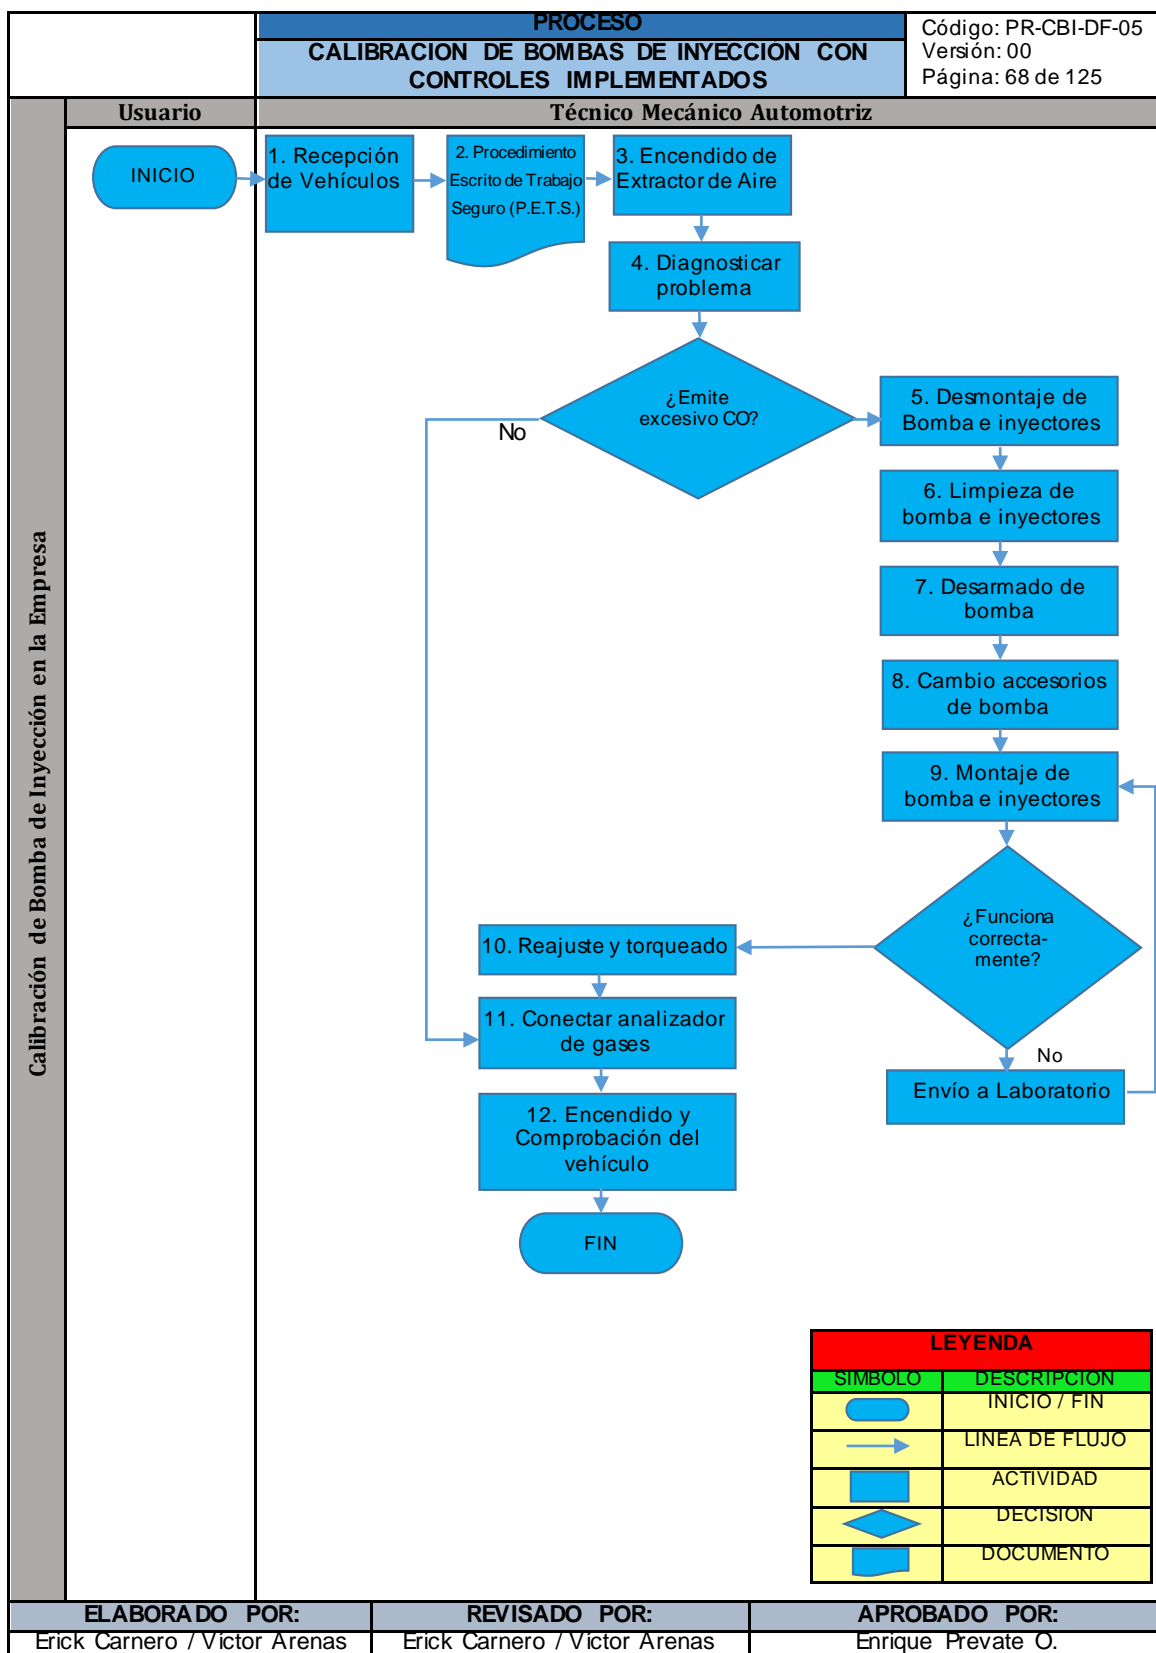 PROCESO
CALIBRACION DE BOMBAS DE INYECCIÓN CON
CONTROLES IMPLEMENTADOS
Código: PR-CBI-DF-05
Versión: 00
Página: 68 de 125
Usuario
Técnico Mecánico Automotriz
Calibración de Bomba de Inyección en la Empresa
INICIO
1. Recepción
de Vehículos
2. Procedimiento
Escrito de Trabajo
Seguro (P.E.T.S.)
3. Encendido de
Extractor de Aire
4. Diagnosticar
problema
¿Emite
excesivo CO?
No
5. Desmontaje de
Bomba e inyectores
6. Limpieza de
bomba e inyectores
7. Desarmado de
bomba
8. Cambio accesorios
de bomba
9. Montaje de
bomba e inyectores
¿Funciona
correcta-
mente?
No
Envío a Laboratorio
10. Reajuste y torqueado
11. Conectar analizador
de gases
12. Encendido y
Comprobación del
vehículo
FIN
LEYENDA
SIMBOLO
DESCRIPCION
INICIO / FIN
LINEA DE FLUJO
ACTIVIDAD
DECISION
DOCUMENTO
ELABORADO POR:
REVISADO POR:
APROBADO POR:
Erick Carnero / Víctor Arenas
Erick Carnero / Víctor Arenas
Enrique Prevate O.